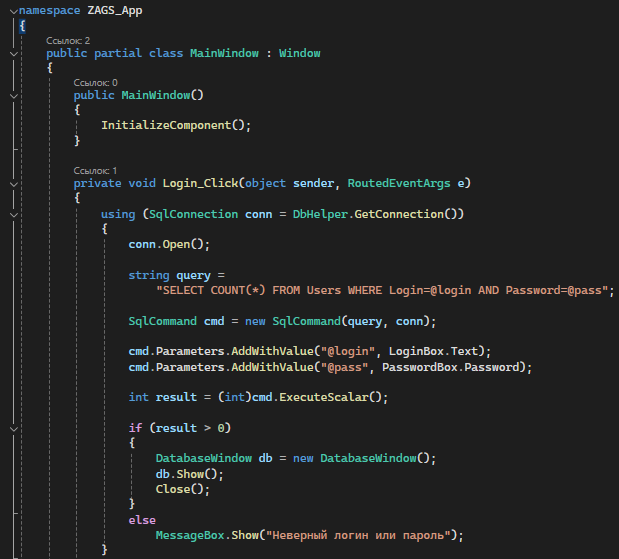 namespace ZAGS_App
{
Ссылок: 2
public partial class MainWindow : Window
{
Ссылок: 0
public MainWindow()
{
InitializeComponent();
}
Ссылок: 1
private void Login_Click(object sender, RoutedEventArgs e)
{
using (SqlConnection conn = DbHelper.GetConnection())
{
conn.Open();
string query =
"SELECT COUNT(*) FROM Users WHERE Login=@login AND Password=@pass";
SqlCommand cmd = new SqlCommand(query, conn);
cmd.Parameters.AddWithValue("@login", LoginBox.Text);
cmd.Parameters.AddWithValue("@pass", PasswordBox.Password);
int result = (int)cmd.ExecuteScalar();
if (result > 0)
{
DatabaseWindow db = new DatabaseWindow();
db.Show();
Close();
}
else
MessageBox.Show("Неверный логин или пароль");
}